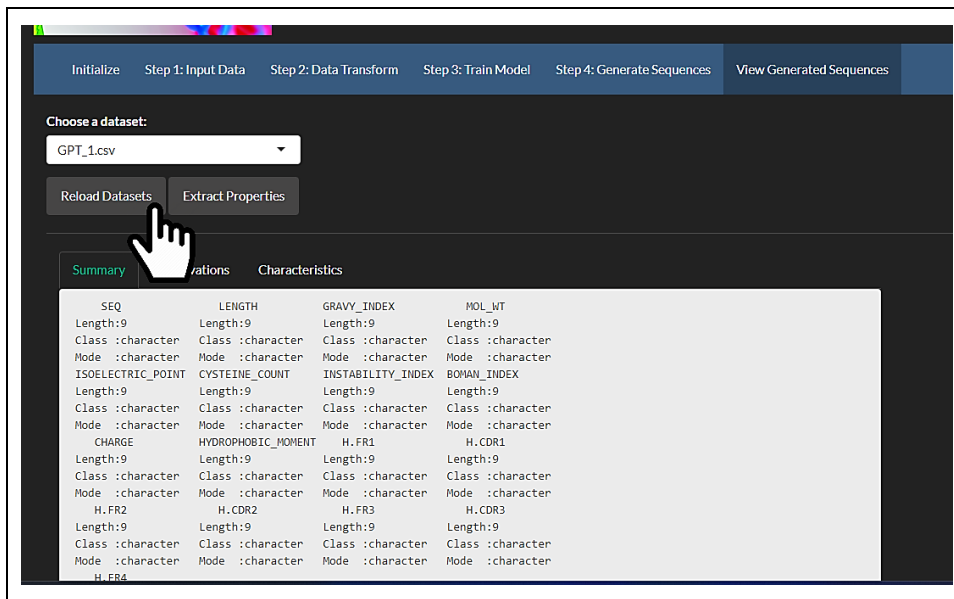 Initialize Step 1: Input Data Step 2: Data Transform Step 3: Train Model Step 4: Generate Sequences View Generated Sequences
Choose a dataset:
GPT_1.csv
Reload Datasets Extract Properties
Summary Characteristics
SEQ LENGTH GRAVY_INDEX MOL_WT
Length:9 Length:9 Length:9 Length:9
Class :character Class :character Class :character Class :character
Mode :character Mode :character Mode :character Mode :character
ISOELECTRIC_POINT CYSTEINE_COUNT INSTABILITY_INDEX BOMAN_INDEX
Length:9 Length:9 Length:9 Length:9
Class :character Class :character Class :character Class :character
Mode :character Mode :character Mode :character Mode :character
CHARGE HYDROPHOBIC_MOMENT H.FR1 H.CDR1
Length:9 Length:9 Length:9 Length:9
Class :character Class :character Class :character Class :character
Mode :character Mode :character Mode :character Mode :character
H.FR2 H.CDR2 H.FR3 H.CDR3
Length:9 Length:9 Length:9 Length:9
Class :character Class :character Class :character Class :character
Mode :character Mode :character Mode :character Mode :character
H.FR4